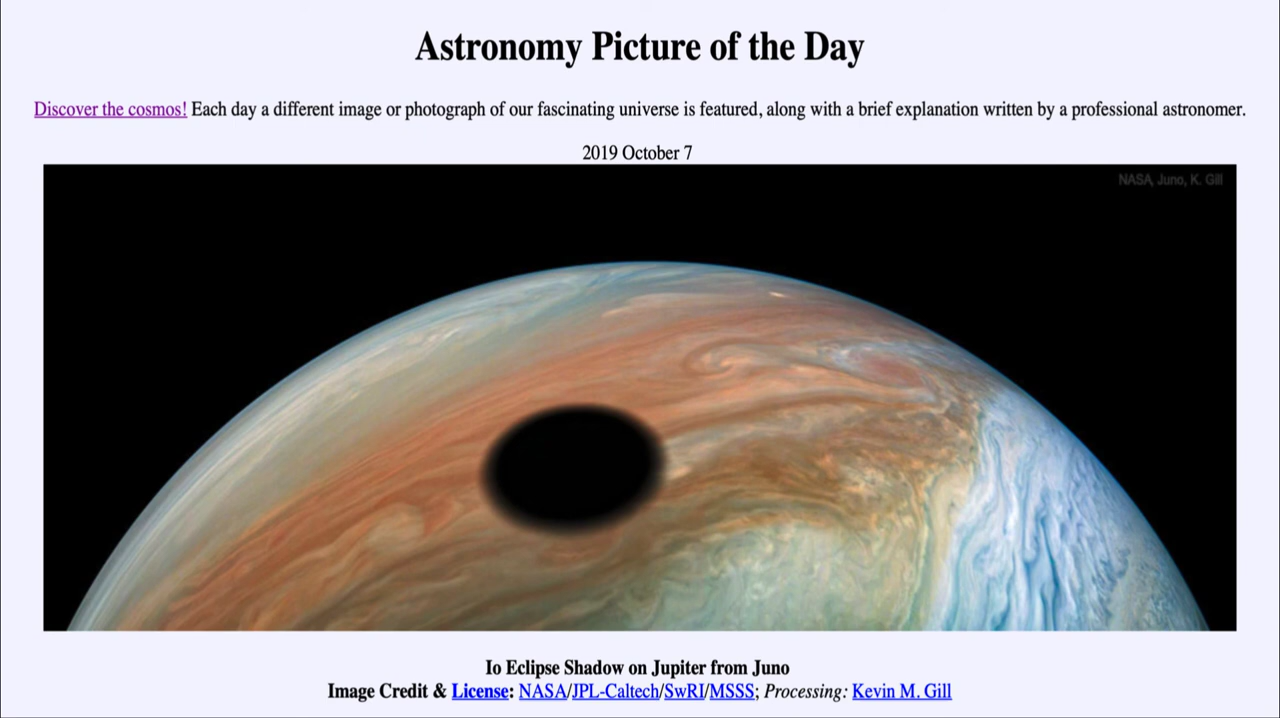 Astronomy Picture of the Day
Discover the cosmos! Each day a different image or photograph of our fascinating universe is featured, along with a brief explanation written by a professional astronomer.
2019 October 7
NASA, Juno, K. Gill
Io Eclipse Shadow on Jupiter from Juno
Image Credit & License: NASA/JPL-Caltech/SwRI/MSSS; Processing: Kevin M. Gill